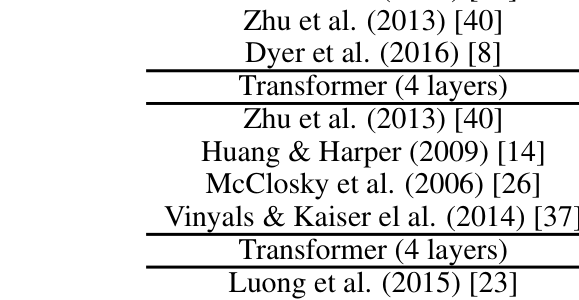 Zhu et al. (2013) [40]
Dyer et al. (2016) [8]
Transformer (4 layers)
Zhu et al. (2013) [40]
Huang & Harper (2009) [14]
McClosky et al. (2006) [26]
Vinyals & Kaiser el al. (2014) [37]
Transformer (4 layers)
Luong et al. (2015) [23]